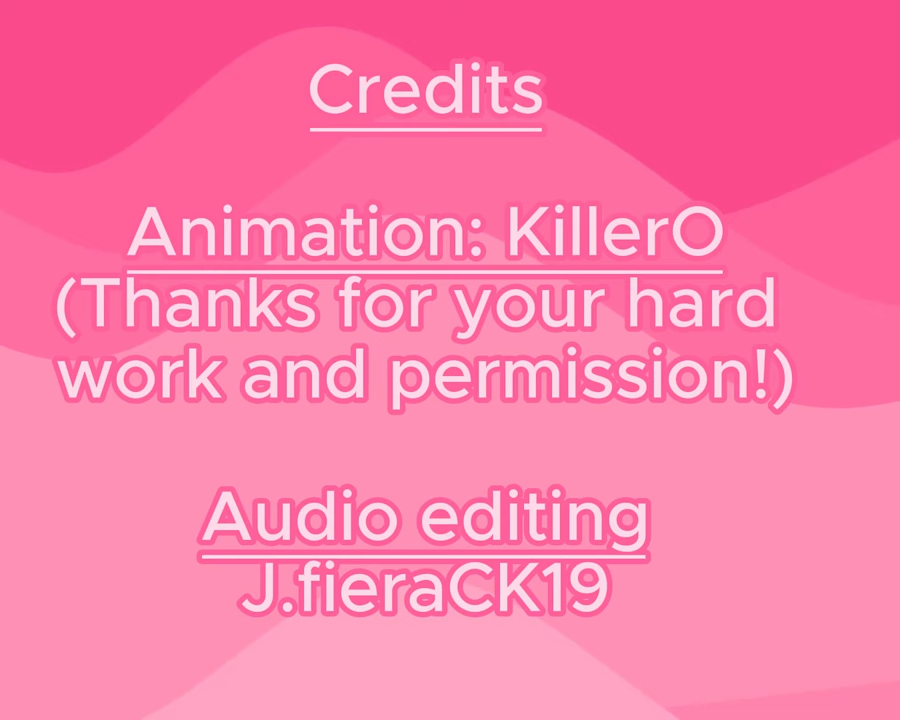 Credits
Animation: KillerO
(Thanks for your hard
work and permission!)
Audio editing
J.fieraCK19